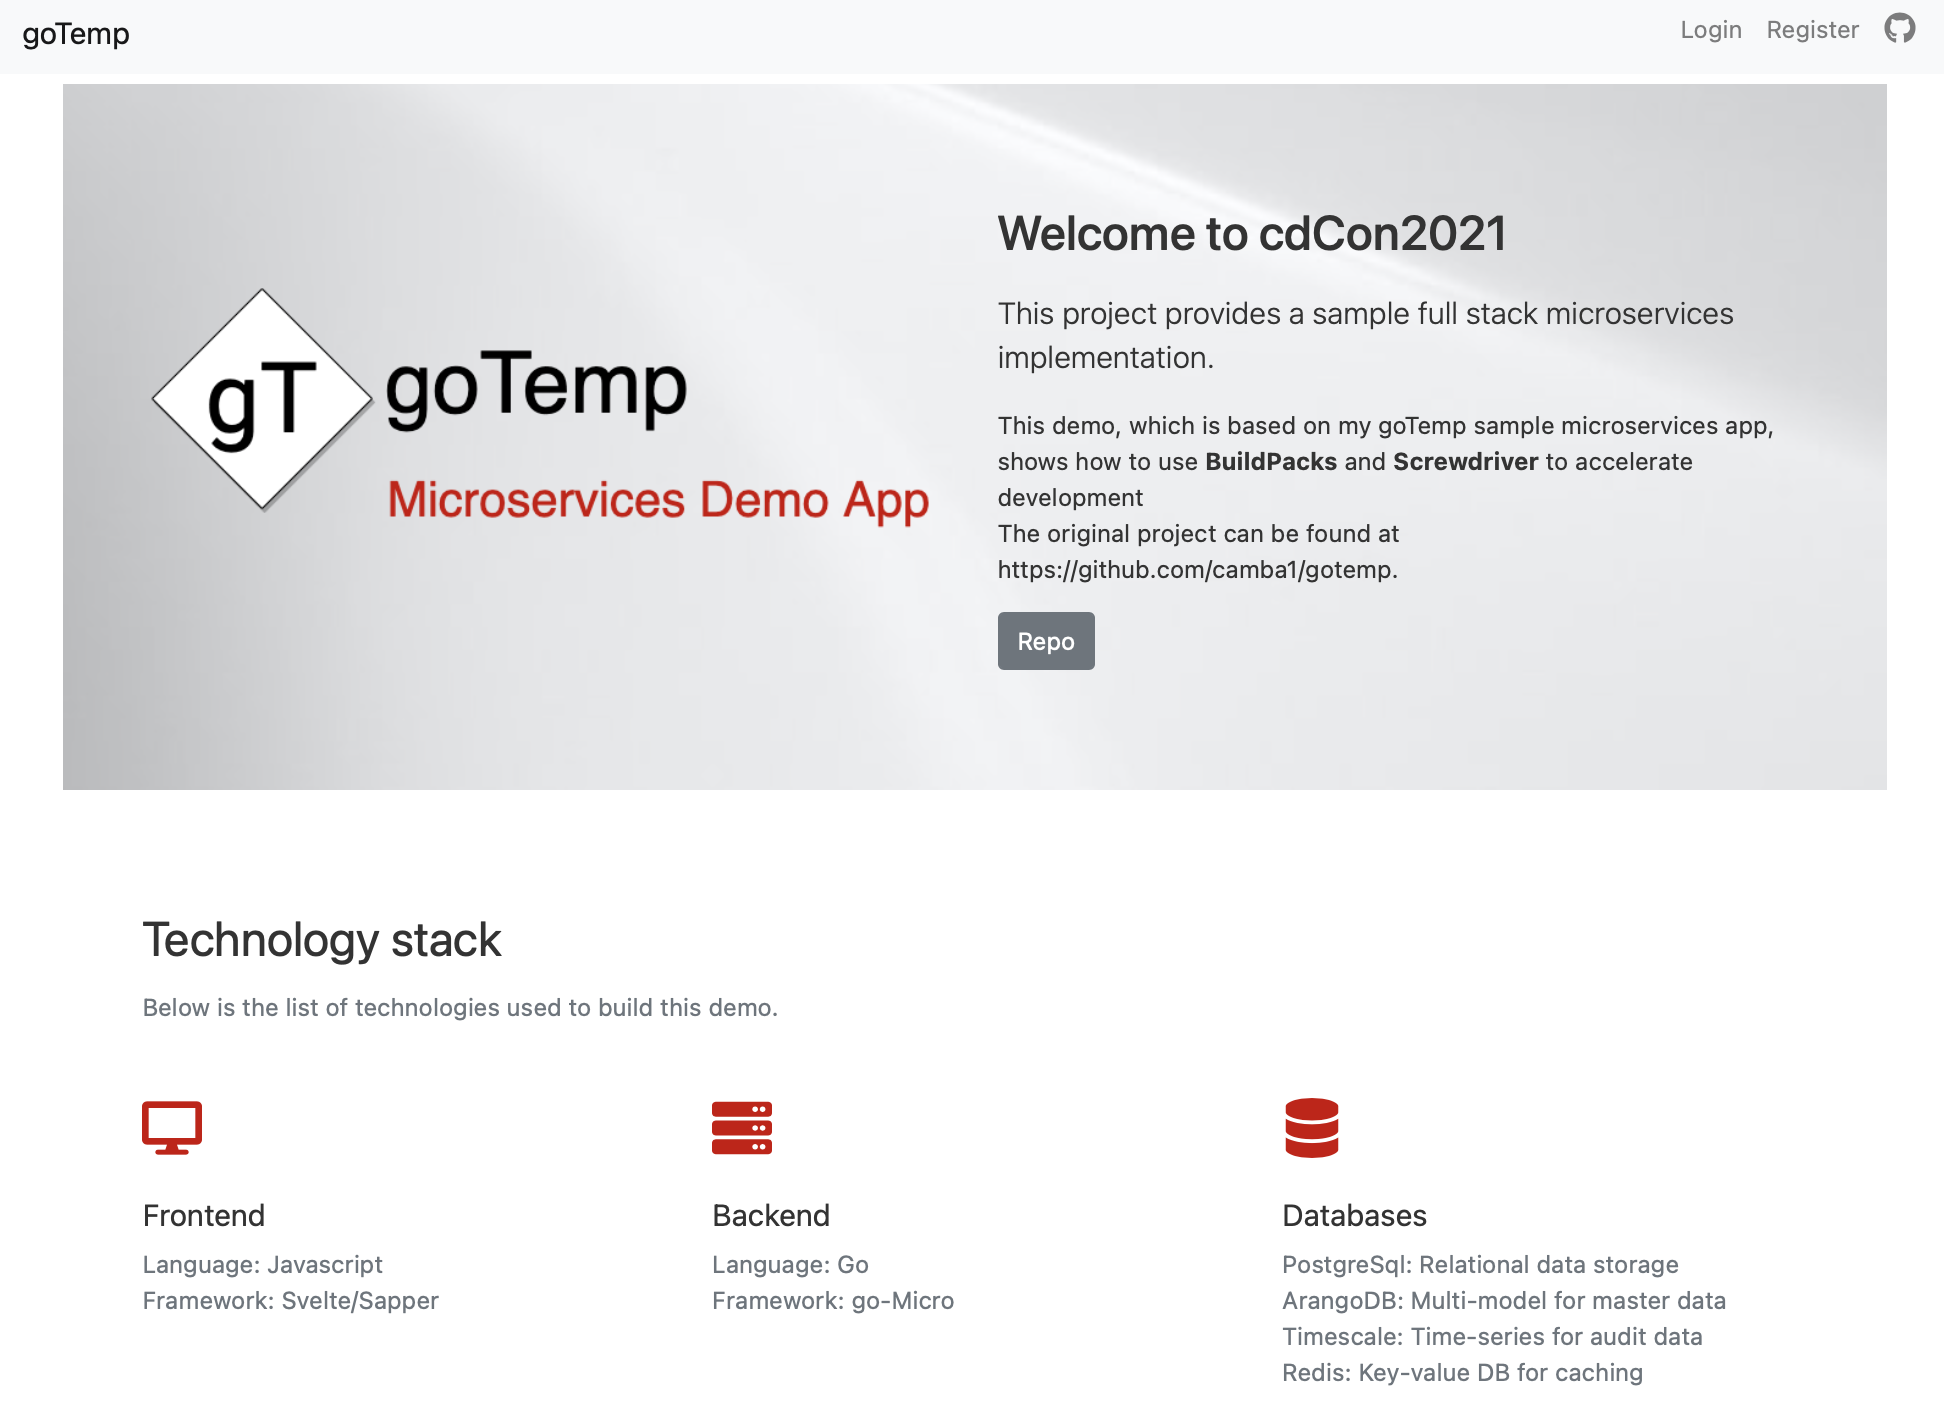 goTemp
Login Register
Welcome to cdCon2021
This project provides a sample full stack microservices
implementation.
gT goTemp
Microservices Demo App
This demo, which is based on my goTemp sample microservices app,
shows how to use BuildPacks and Screwdriver to accelerate
development
The original project can be found at
https://github.com/camba1/gotemp.
Repo
Technology stack
Below is the list of technologies used to build this demo.
Frontend
Language: Javascript
Framework: Svelte/Sapper
Backend
Language: Go
Framework: go-Micro
Databases
PostgreSql: Relational data storage
ArangoDB: Multi-model for master data
Timescale: Time-series for audit data
Redis: Key-value DB for caching